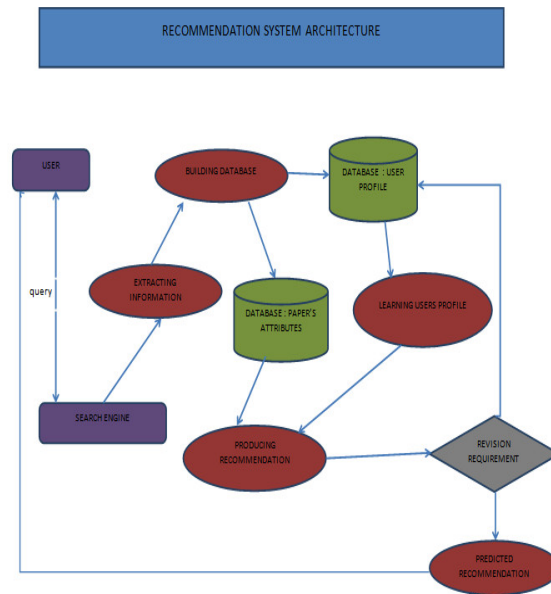 RECOMMENDATION SYSTEM ARCHITECTURE
USER
BUILDING DATABASE
DATABASE : USER
PROFILE
query
EXTRACTING
INFORMATION
DATABASE : PAPER'S
ATTRIBUTES
LEARNING USERS PROFILE
SEARCH ENGINE
PRODUCING
RECOMMENDATION
REVISION
REQUIREMENT
PREDICTED
RECOMMENDATION